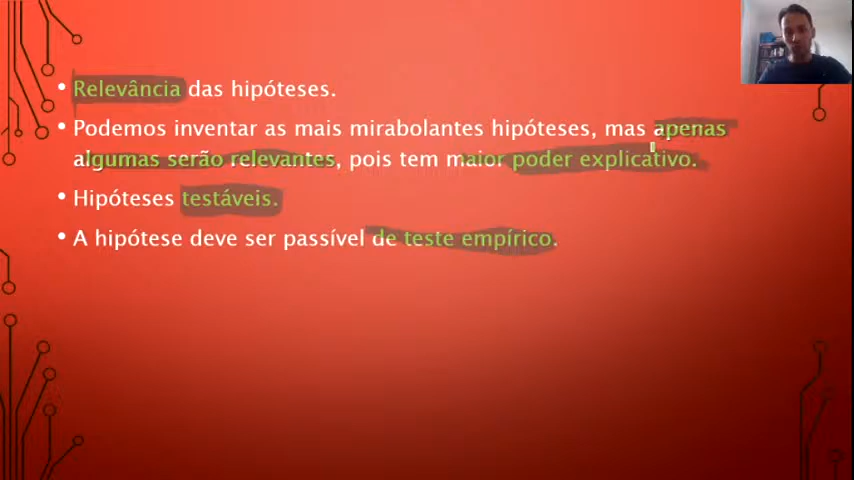 • Relevância das hipóteses.
• Podemos inventar as mais mirabolantes hipóteses, mas apenas
algumas serão relevantes, pois tem maior poder explicativo.
• Hipóteses testáveis.
• A hipótese deve ser passível de teste empírico.